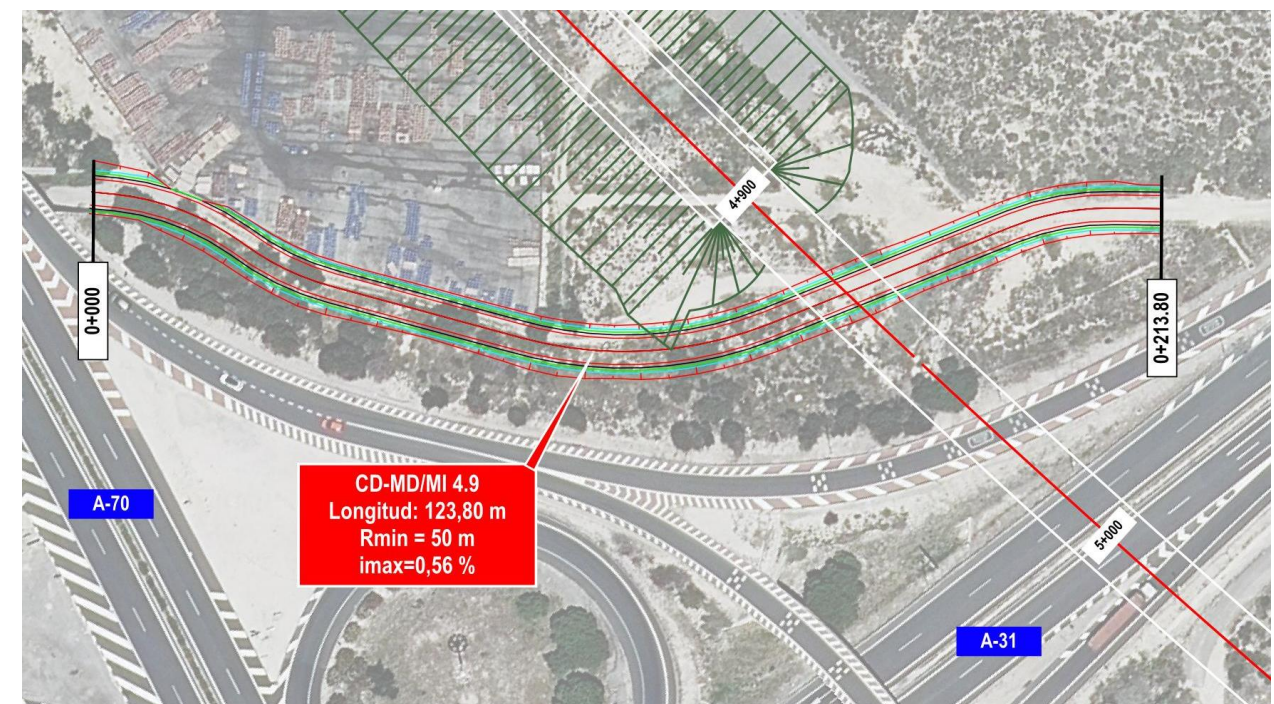 4+900
0+000
0+213.80
CD-MD/MI 4.9
Longitud: 123,80 m
Rmin = 50 m
imax=0,56 %
A-70
5+000
A-31